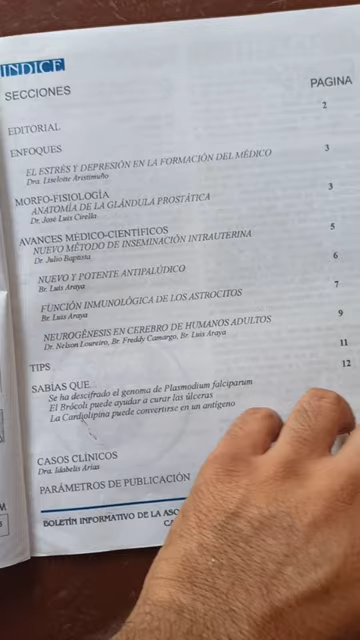 INDICE
SECCIONES PAGINA
EDITORIAL 2
ENFOQUES
EL ESTRÉS Y DEPRESIÓN EN LA FORMACIÓN DEL MÉDICO 3
Dra. Liselotte Aristimuño
MORFO-FISIOLOGÍA
ANATOMÍA DE LA GLÁNDULA PROSTÁTICA 3
Dr. José Luis Cirella
AVANCES MÉDICO-CIENTÍFICOS
NUEVO MÉTODO DE INSEMINACIÓN INTRAUTERINA 5
Dr. Julio Baptista
NUEVO Y POTENTE ANTIPALÚDICO 6
Br. Luis Araya
FUNCIÓN INMUNOLÓGICA DE LOS ASTROCITOS 7
Br. Luis Araya
NEUROGÉNESIS EN CEREBRO DE HUMANOS ADULTOS 9
Dr. Nelson Loureiro, Br. Freddy Camargo, Br. Luis Araya
TIPS 11
SABÍAS QUE... 12
Se ha descifrado el genoma de Plasmodium falciparum
El Brócoli puede ayudar a curar las úlceras
La Cardiolipina puede convertirse en un antígeno
CASOS CLÍNICOS
Dra. Idabelis Arias
PARÁMETROS DE PUBLICACIÓN
BOLETÍN INFORMATIVO DE LA